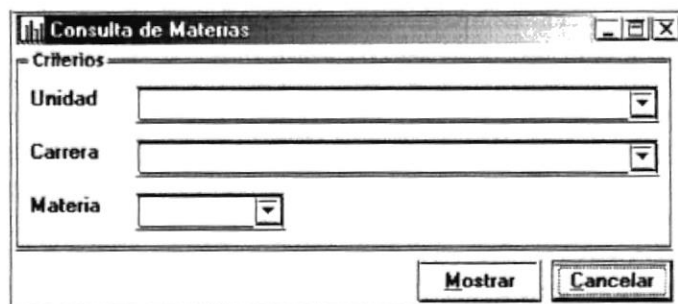 Consulta de Materias
Criterios
Unidad
Carrera
Materia
Mostrar
Cancelar